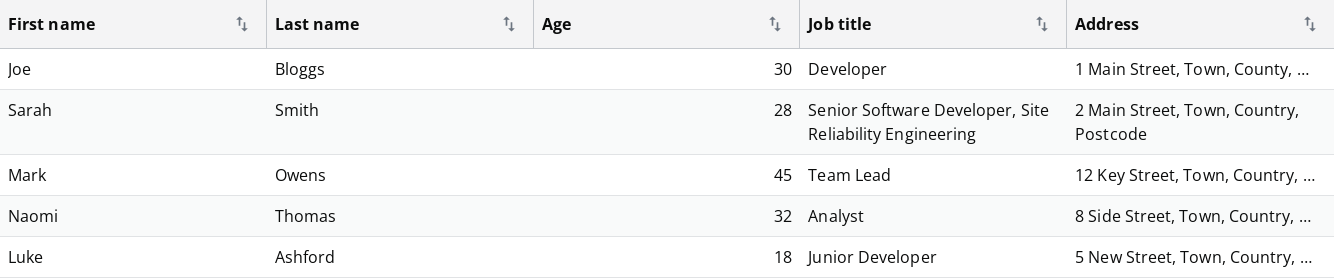 First name Last name Age Job title Address
Joe Bloggs 30 Developer 1 Main Street, Town, County, ...
Sarah Smith 28 Senior Software Developer, Site 2 Main Street, Town, Country,
Reliability Engineering Postcode
Mark Owens 45 Team Lead 12 Key Street, Town, Country, ...
Naomi Thomas 32 Analyst 8 Side Street, Town, Country, ...
Luke Ashford 18 Junior Developer 5 New Street, Town, Country, ...